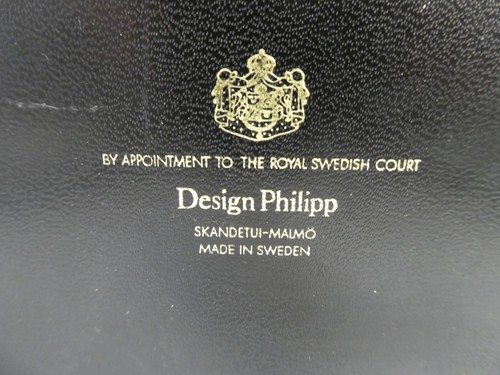 BY APPOINTMENT TO THE ROYAL SWEDISH COURT
Design Philipp
SKANDETUI-MALMÖ
MADE IN SWEDEN